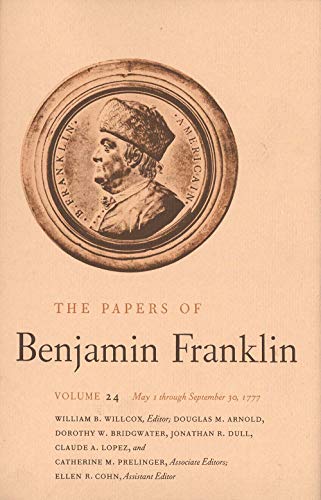 B. FRANKLIN. · AMERICAIN ·
THE PAPERS OF
Benjamin Franklin
VOLUME 24 May 1 through September 30, 1777
WILLIAM B. WILLCOX, Editor; DOUGLAS M. ARNOLD,
DOROTHY W. BRIDGWATER, JONATHAN R. DULL,
CLAUDE A. LOPEZ, and
CATHERINE M. PRELINGER, Associate Editors;
ELLEN R. COHN, Assistant Editor